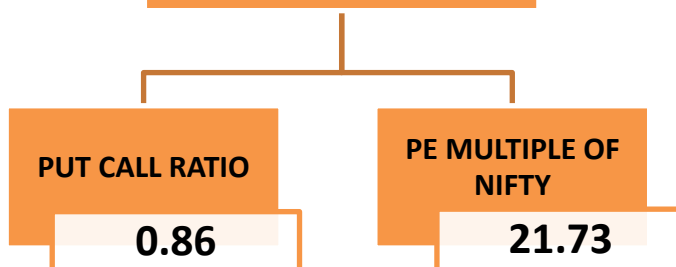 PUT CALL RATIO
0.86
PE MULTIPLE OF
NIFTY
21.73